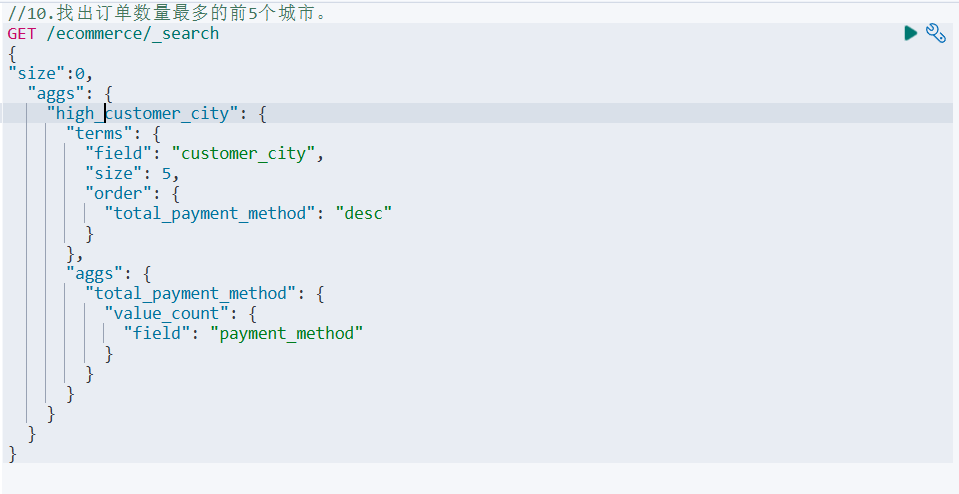 //10.找出订单数量最多的前5个城市。
GET /ecommerce/_search
{
"size":0,
  "aggs": {
    "high_customer_city": {
      "terms": {
        "field": "customer_city",
        "size": 5,
        "order": {
          "total_payment_method": "desc"
        }
      },
      "aggs": {
        "total_payment_method": {
          "value_count": {
            "field": "payment_method"
          }
        }
      }
    }
  }
}